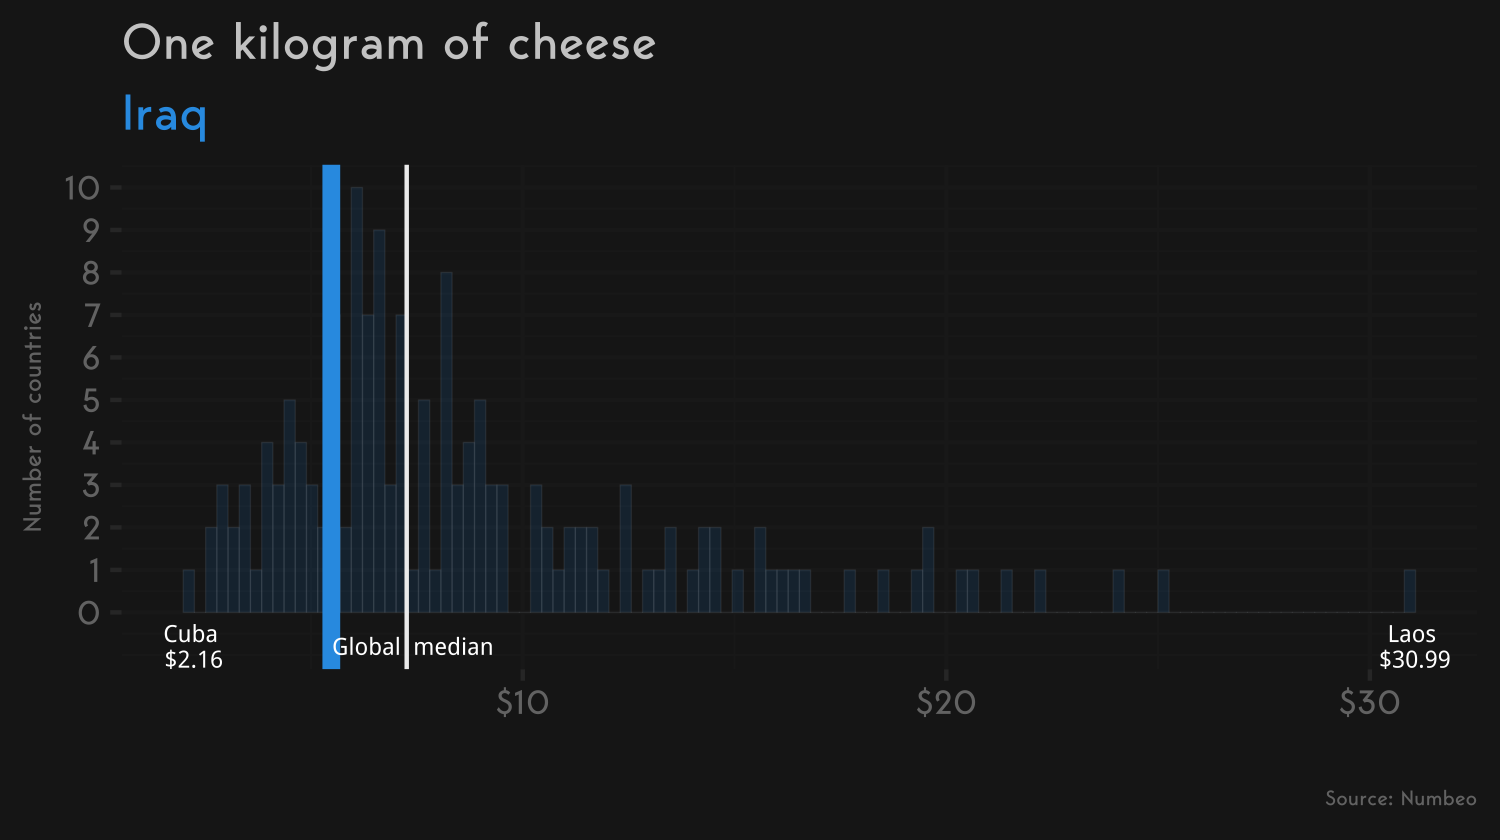 One kilogram of cheese
Iraq
Number of countries
10
9
8
7
6
5
4
3
2
1
0
Cuba
$2.16
Global median
Laos
$30.99
$10
$20
$30
Source: Numbeo